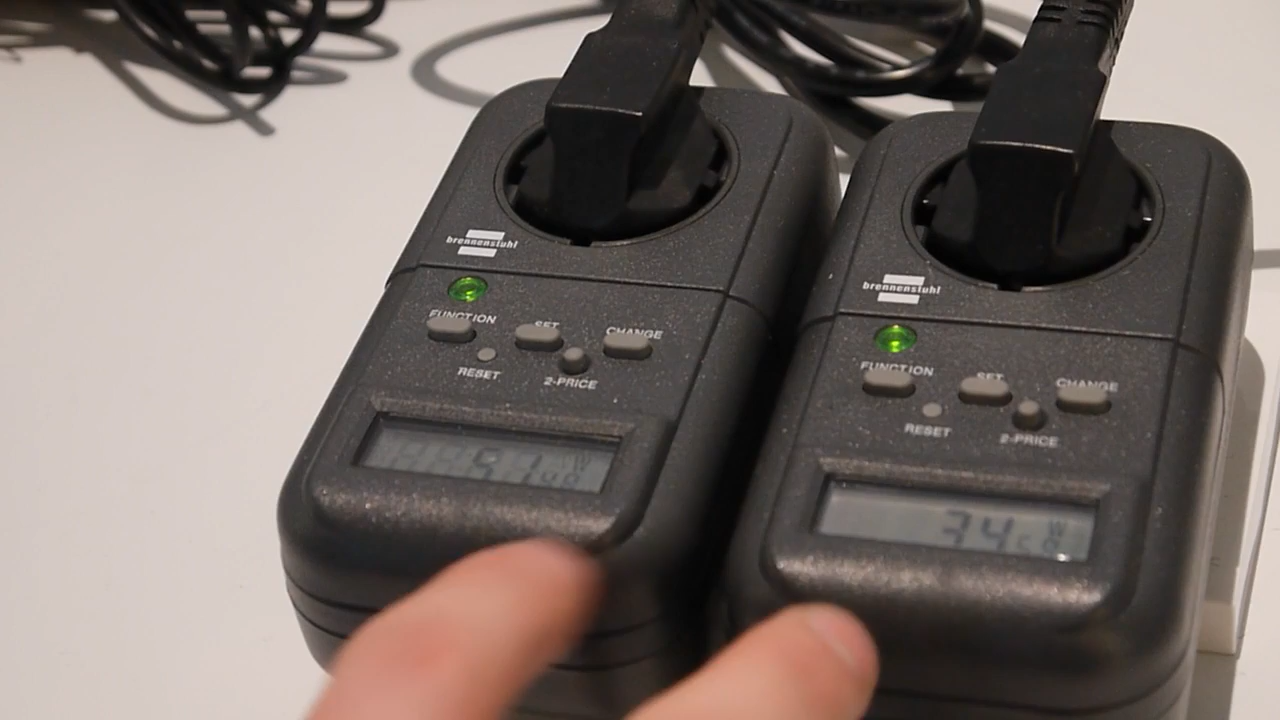 brennenstuhl
FUNCTION SET CHANGE
RESET 2-PRICE
W
brennenstuhl
FUNCTION SET CHANGE
RESET 2-PRICE
34 W